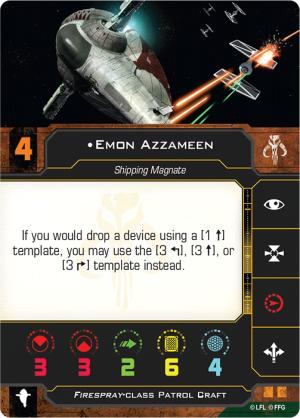 4
•Emon Azzameen
Shipping Magnate
If you would drop a device using a [1 ↑]
template, you may use the [3 ↰], [3 ↑], or
[3 ↱] template instead.
3 3 2 6 4
Firespray-class Patrol Craft
©LFL ©FFG